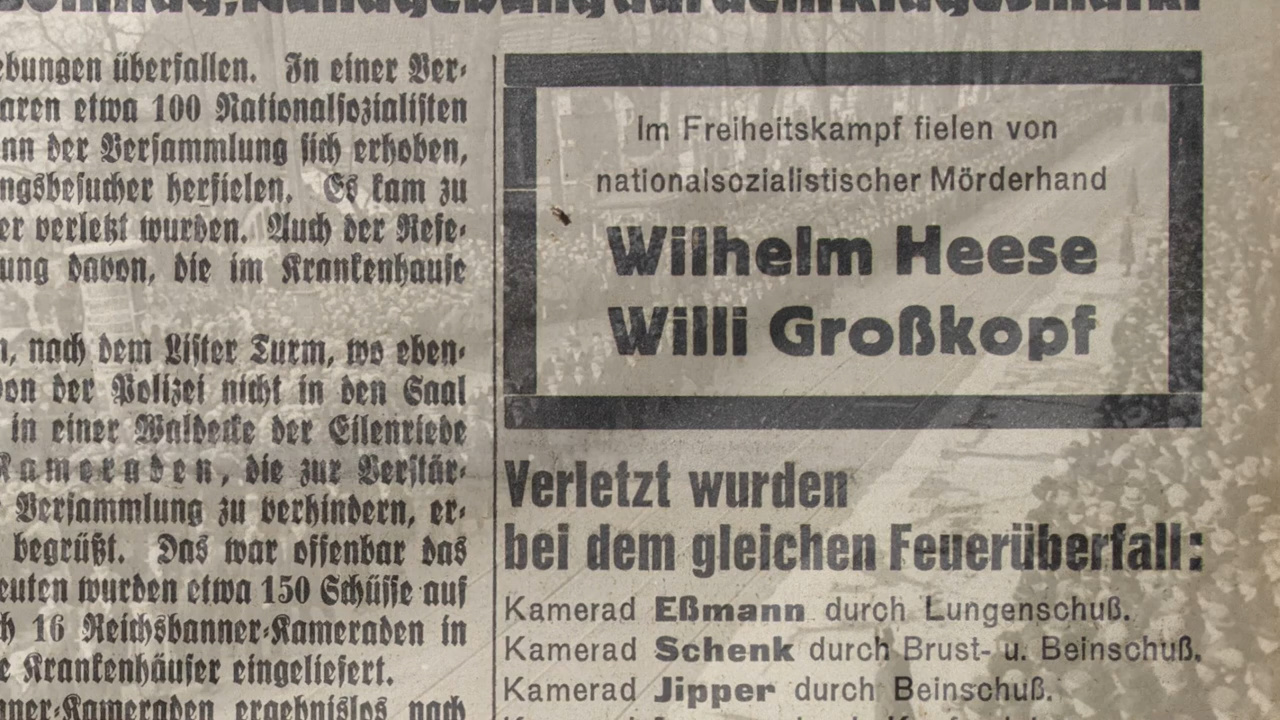 Sonntag, Kundgebung auf dem Klagesmarkt
ebungen überfallen. In einer Ver-
aren etwa 100 Nationalsozialisten
nn der Versammlung sich erhoben,
ngsbesucher herfielen. Es kam zu
er verletzt wurden. Auch der Refe-
ung davon, die im Krankenhause
n, nach dem Lister Turm, wo eben-
on der Polizei nicht in den Saal
in einer Waldecke der Eilenriede
Kameraden, die zur Verstär-
Versammlung zu verhindern, er-
begrüßt. Das war offenbar das
euten wurden etwa 150 Schüsse auf
h 16 Reichsbanner-Kameraden in
e Krankenhäuser eingeliefert.
nner-Kameraden ergebnislos nach
Im Freiheitskampf fielen von
nationalsozialistischer Mörderhand
Wilhelm Heese
Willi Großkopf
Verletzt wurden
bei dem gleichen Feuerüberfall:
Kamerad Eßmann durch Lungenschuß.
Kamerad Schenk durch Brust- u. Beinschuß.
Kamerad Jipper durch Beinschuß.